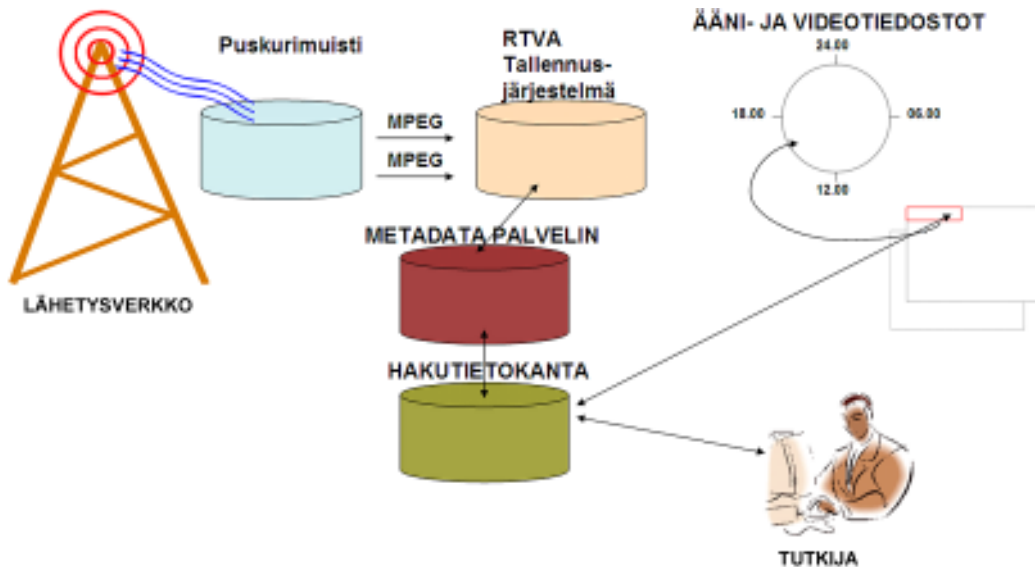 Puskurimuisti
RTVA
Tallennus-
järjestelmä
ÄÄNI- JA VIDEOTIEDOSTOT
24.00
18.00
06.00
12.00
MPEG
MPEG
METADATA PALVELIN
LÄHETYSVERKKO
HAKUTIETOKANTA
TUTKIJA